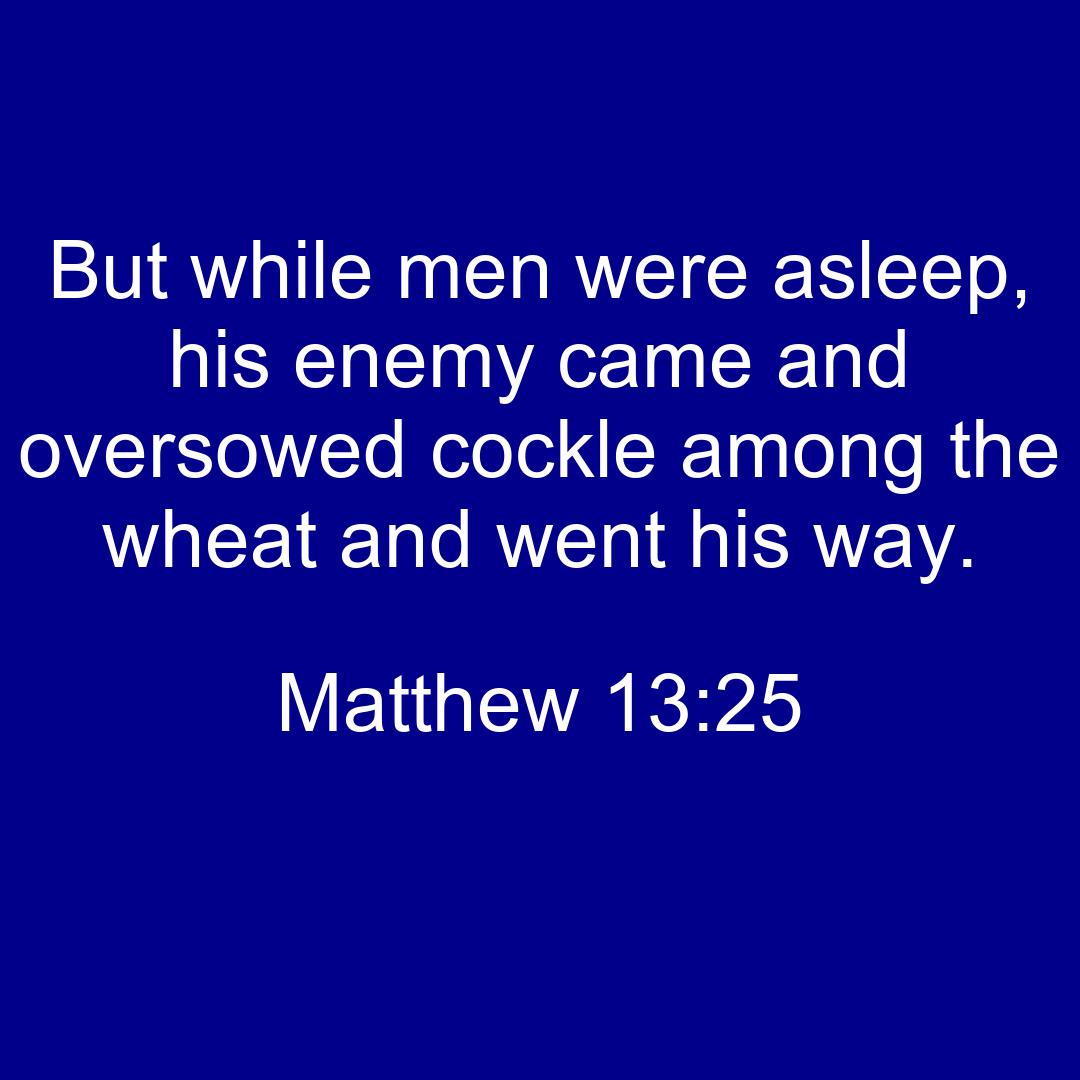 But while men were asleep,
his enemy came and
oversowed cockle among the
wheat and went his way.
Matthew 13:25